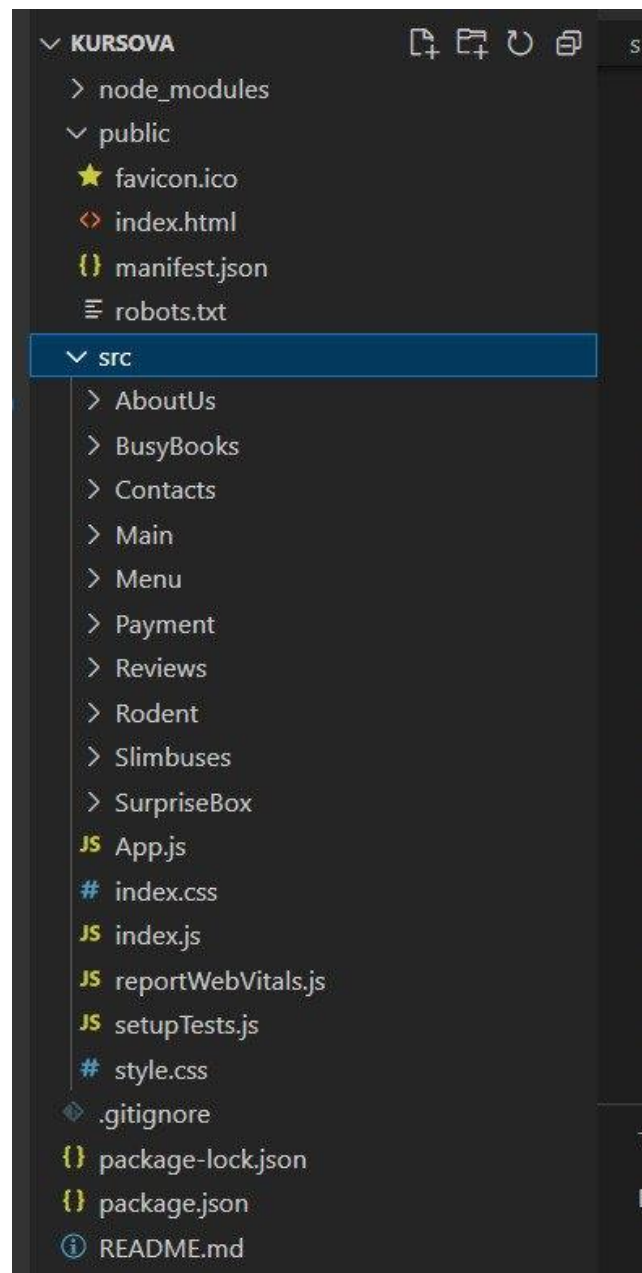 KURSOVA
node_modules
public
favicon.ico
index.html
manifest.json
robots.txt
src
AboutUs
BusyBooks
Contacts
Main
Menu
Payment
Reviews
Rodent
Slimbuses
SurpriseBox
JS App.js
# index.css
JS index.js
JS reportWebVitals.js
JS setupTests.js
# style.css
.gitignore
{} package-lock.json
{} package.json
README.md